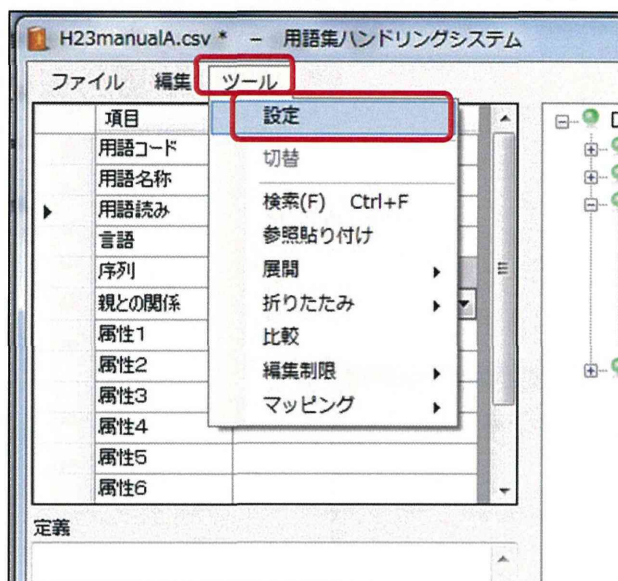 H23manualA.csv * － 用語集ハンドリングシステム
ファイル 編集 ツール
項目
用語コード
用語名称
用語読み
言語
序列
親との関係
属性1
属性2
属性3
属性4
属性5
属性6
設定
切替
検索(F) Ctrl+F
参照貼り付け
展開
折りたたみ
比較
編集制限
マッピング
定義